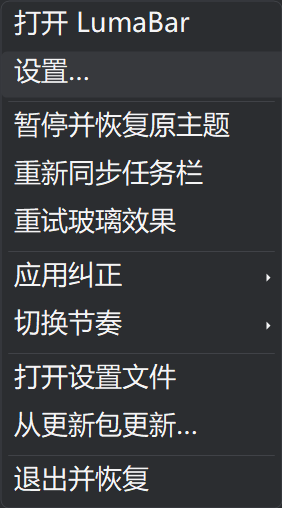 打开 LumaBar
设置...
暂停并恢复原主题
重新同步任务栏
重试玻璃效果
应用纠正
切换节奏
打开设置文件
从更新包更新...
退出并恢复